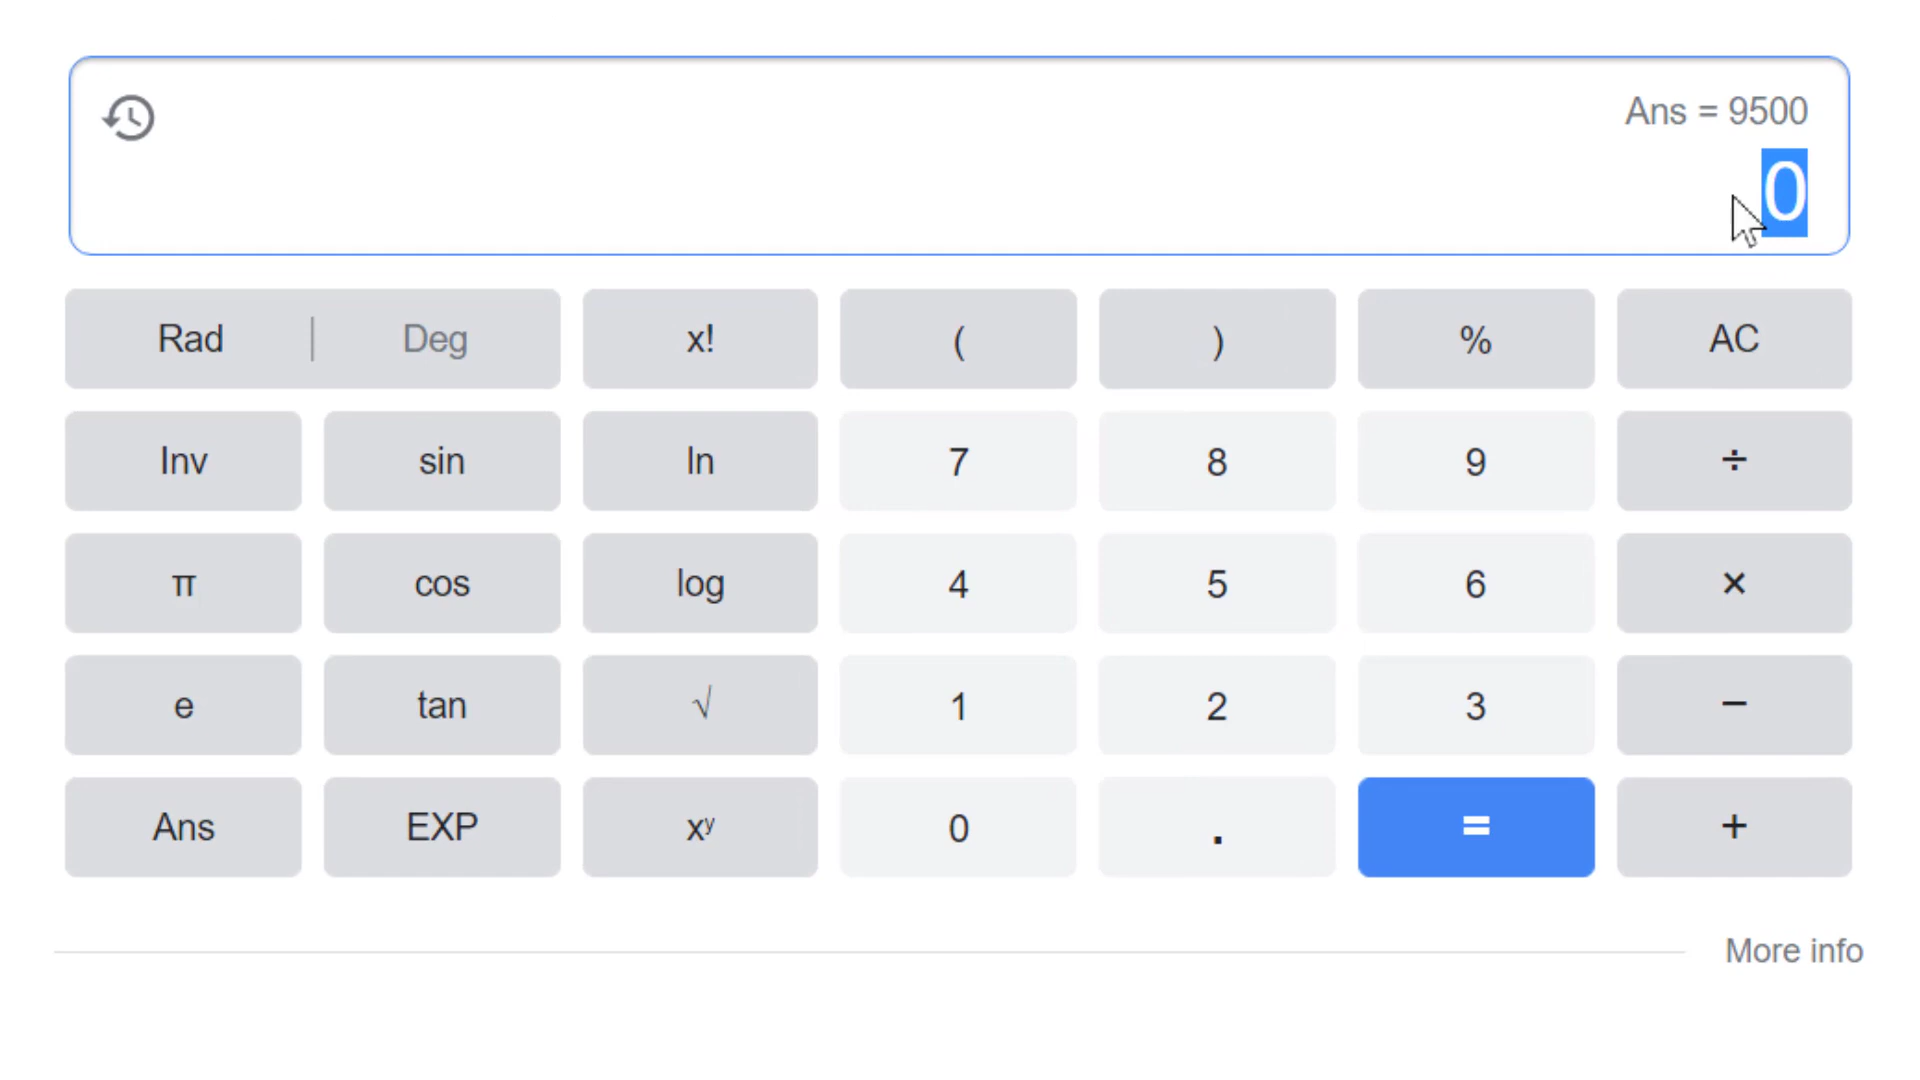 Ans = 9500
0
Rad | Deg x! ( ) % AC
Inv sin ln 7 8 9 ÷
π cos log 4 5 6 ×
e tan √ 1 2 3 −
Ans EXP xʸ 0 . = +
More info